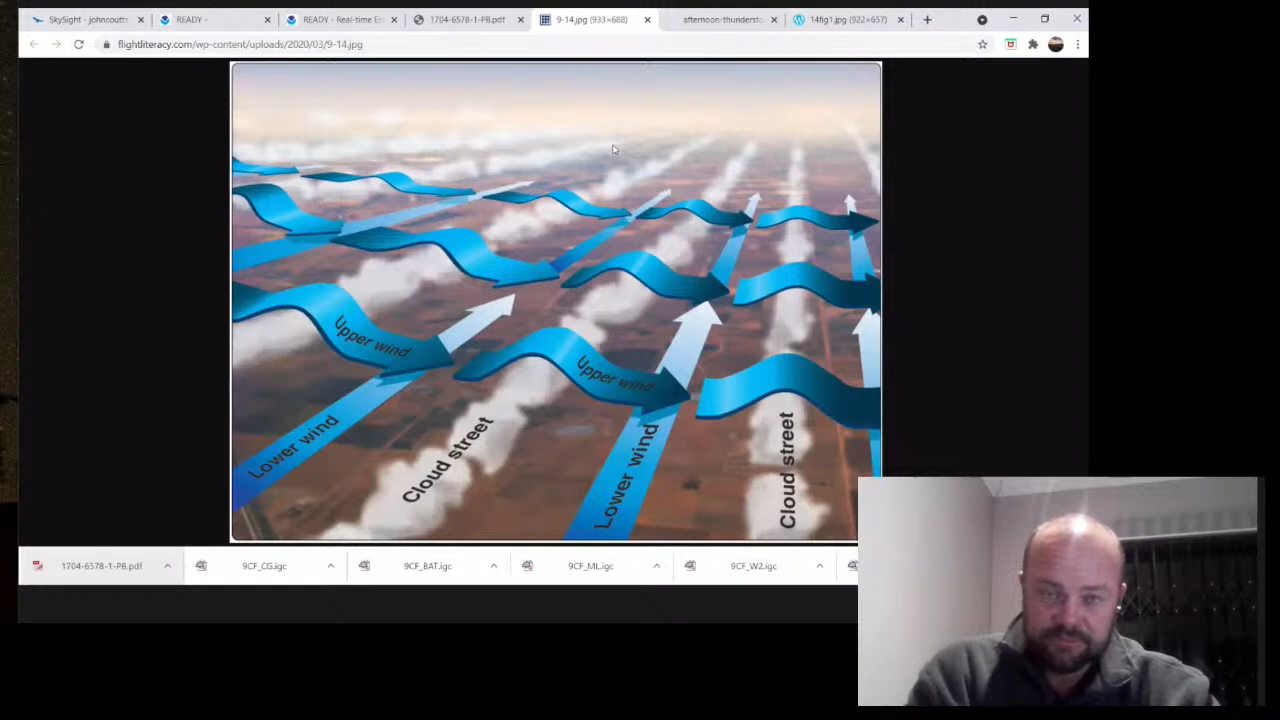 SkySight - johncoutts
READY -
READY - Real-time En
1704-6578-1-PB.pdf
9-14.jpg (933×688)
afternoon-thundersto
14fig1.jpg (922×657)
flightliteracy.com/wp-content/uploads/2020/03/9-14.jpg
Upper wind
Upper wind
Lower wind
Cloud street
Lower wind
Cloud street
1704-6578-1-PB.pdf
9CF_CG.igc
9CF_BAT.igc
9CF_ML.igc
9CF_W2.igc